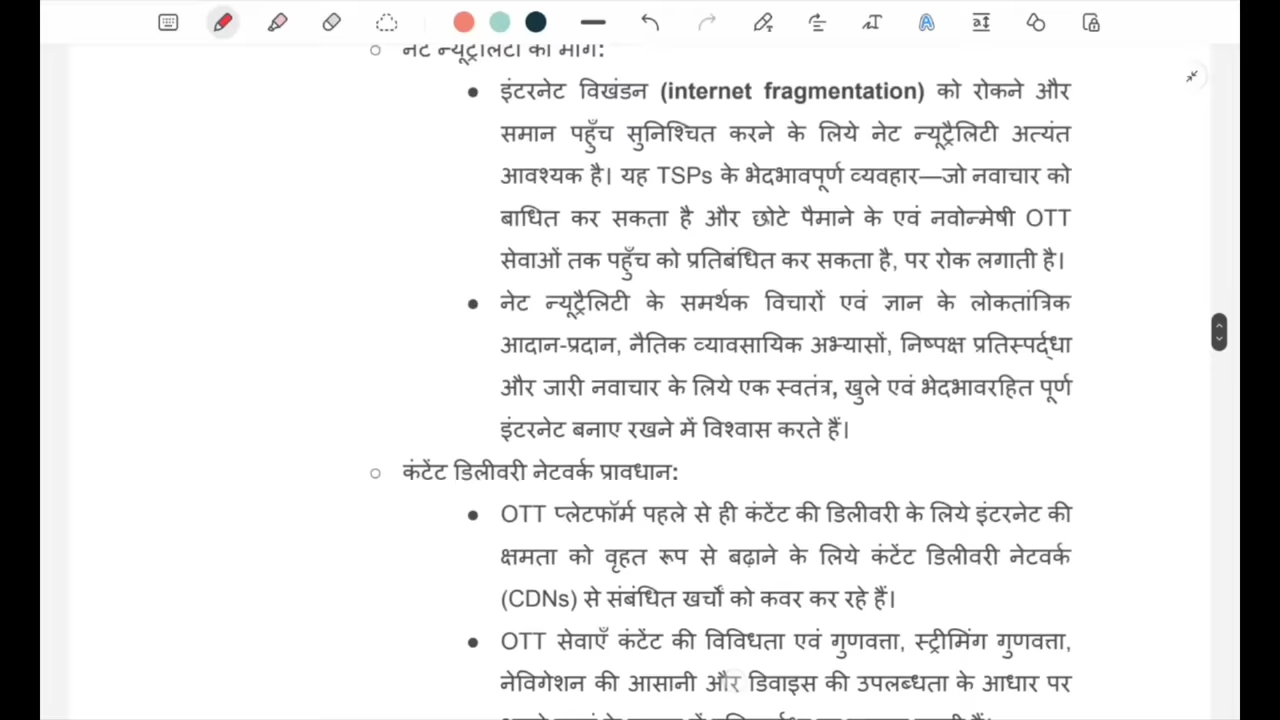 नेट न्यूट्रैलिटी की मांग:
इंटरनेट विखंडन (internet fragmentation) को रोकने और
समान पहुँच सुनिश्चित करने के लिये नेट न्यूट्रैलिटी अत्यंत
आवश्यक है। यह TSPs के भेदभावपूर्ण व्यवहार—जो नवाचार को
बाधित कर सकता है और छोटे पैमाने के एवं नवोन्मेषी OTT
सेवाओं तक पहुँच को प्रतिबंधित कर सकता है, पर रोक लगाती है।
नेट न्यूट्रैलिटी के समर्थक विचारों एवं ज्ञान के लोकतांत्रिक
आदान-प्रदान, नैतिक व्यावसायिक अभ्यासों, निष्पक्ष प्रतिस्पर्द्धा
और जारी नवाचार के लिये एक स्वतंत्र, खुले एवं भेदभावरहित पूर्ण
इंटरनेट बनाए रखने में विश्वास करते हैं।
कंटेंट डिलीवरी नेटवर्क प्रावधान:
OTT प्लेटफॉर्म पहले से ही कंटेंट की डिलीवरी के लिये इंटरनेट की
क्षमता को वृहत रूप से बढ़ाने के लिये कंटेंट डिलीवरी नेटवर्क
(CDNs) से संबंधित खर्चों को कवर कर रहे हैं।
OTT सेवाएँ कंटेंट की विविधता एवं गुणवत्ता, स्ट्रीमिंग गुणवत्ता,
नेविगेशन की आसानी और डिवाइस की उपलब्धता के आधार पर